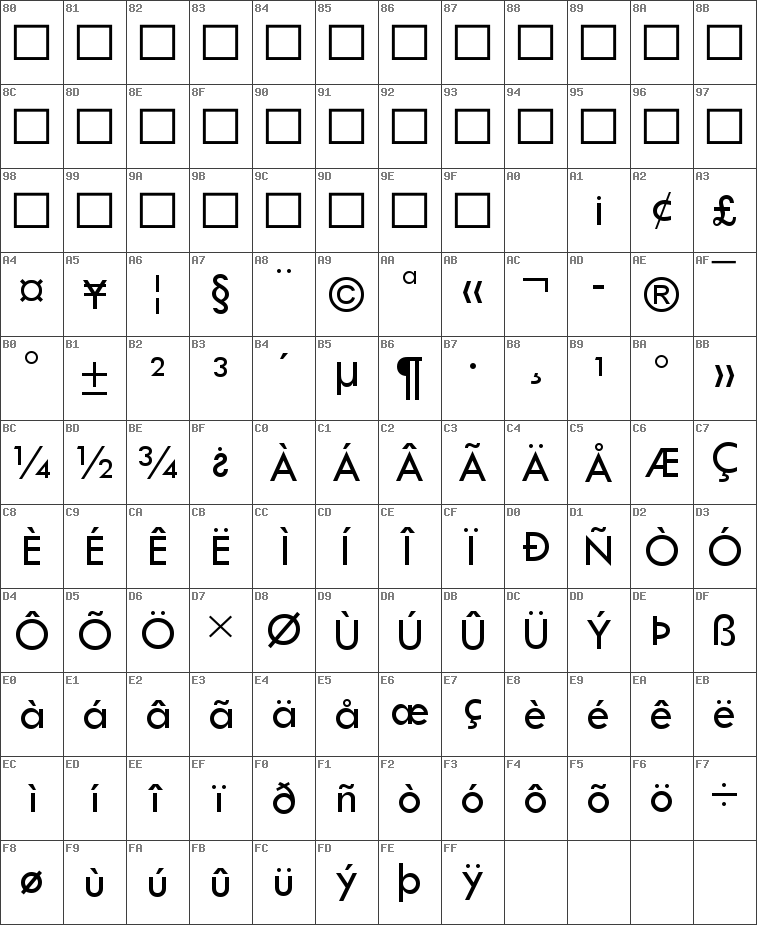 80 81 82 83 84 85 86 87 88 89 8A 8B
□ □ □ □ □ □ □ □ □ □ □ □
8C 8D 8E 8F 90 91 92 93 94 95 96 97
□ □ □ □ □ □ □ □ □ □ □ □
98 99 9A 9B 9C 9D 9E 9F A0 A1 A2 A3
□ □ □ □ □ □ □ □ ¡ ¢ £
A4 A5 A6 A7 A8 A9 AA AB AC AD AE AF
¤ ¥ ¦ § ¨ © ª « ¬ - ® ¯
B0 B1 B2 B3 B4 B5 B6 B7 B8 B9 BA BB
° ± ² ³ ´ µ ¶ · ¸ ¹ º »
BC BD BE BF C0 C1 C2 C3 C4 C5 C6 C7
¼ ½ ¾ ¿ À Á Â Ã Ä Å Æ Ç
C8 C9 CA CB CC CD CE CF D0 D1 D2 D3
È É Ê Ë Ì Í Î Ï Ð Ñ Ò Ó
D4 D5 D6 D7 D8 D9 DA DB DC DD DE DF
Ô Õ Ö × Ø Ù Ú Û Ü Ý Þ ß
E0 E1 E2 E3 E4 E5 E6 E7 E8 E9 EA EB
à á â ã ä å æ ç è é ê ë
EC ED EE EF F0 F1 F2 F3 F4 F5 F6 F7
ì í î ï ð ñ ò ó ô õ ö ÷
F8 F9 FA FB FC FD FE FF
ø ù ú û ü ý þ ÿ